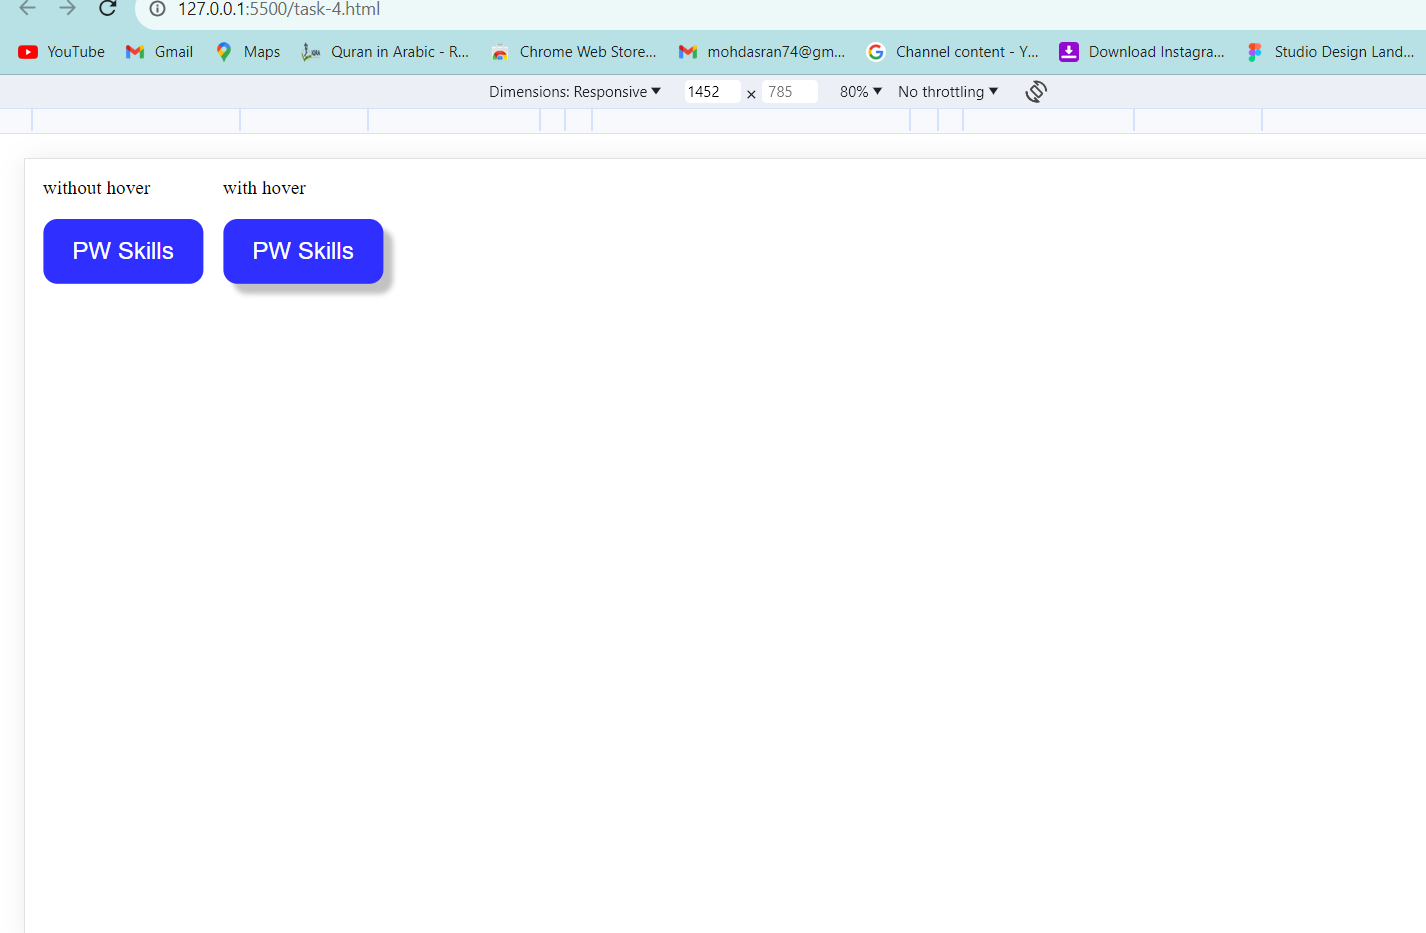 127.0.0.1:5500/task-4.html
YouTube Gmail Maps Quran in Arabic - R... Chrome Web Store... mohdasran74@gm... Channel content - Y... Download Instagra... Studio Design Land...
Dimensions: Responsive 1452 × 785 80% No throttling
without hover with hover
PW Skills PW Skills